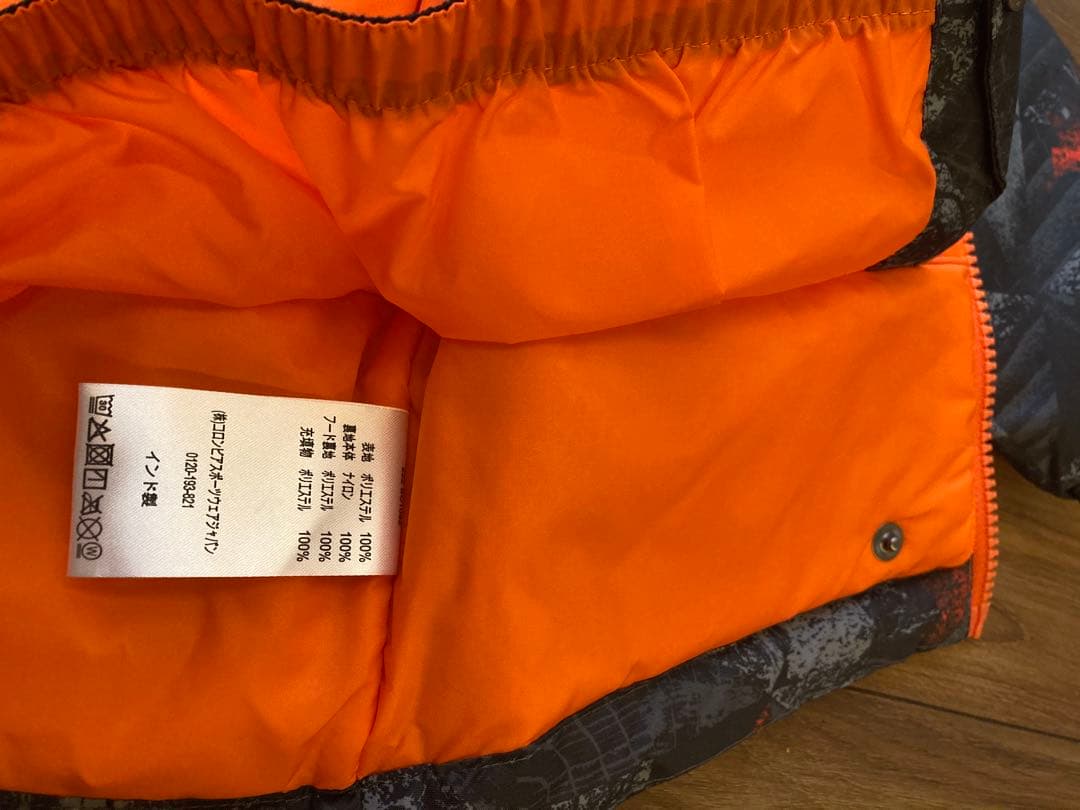 表地 ポリエステル 100%
裏地本体 ナイロン 100%
フード裏地 ポリエステル 100%
充填物 ポリエステル 100%
(株)コロンビアスポーツウェアジャパン
0120-193-821
インド製
30
W